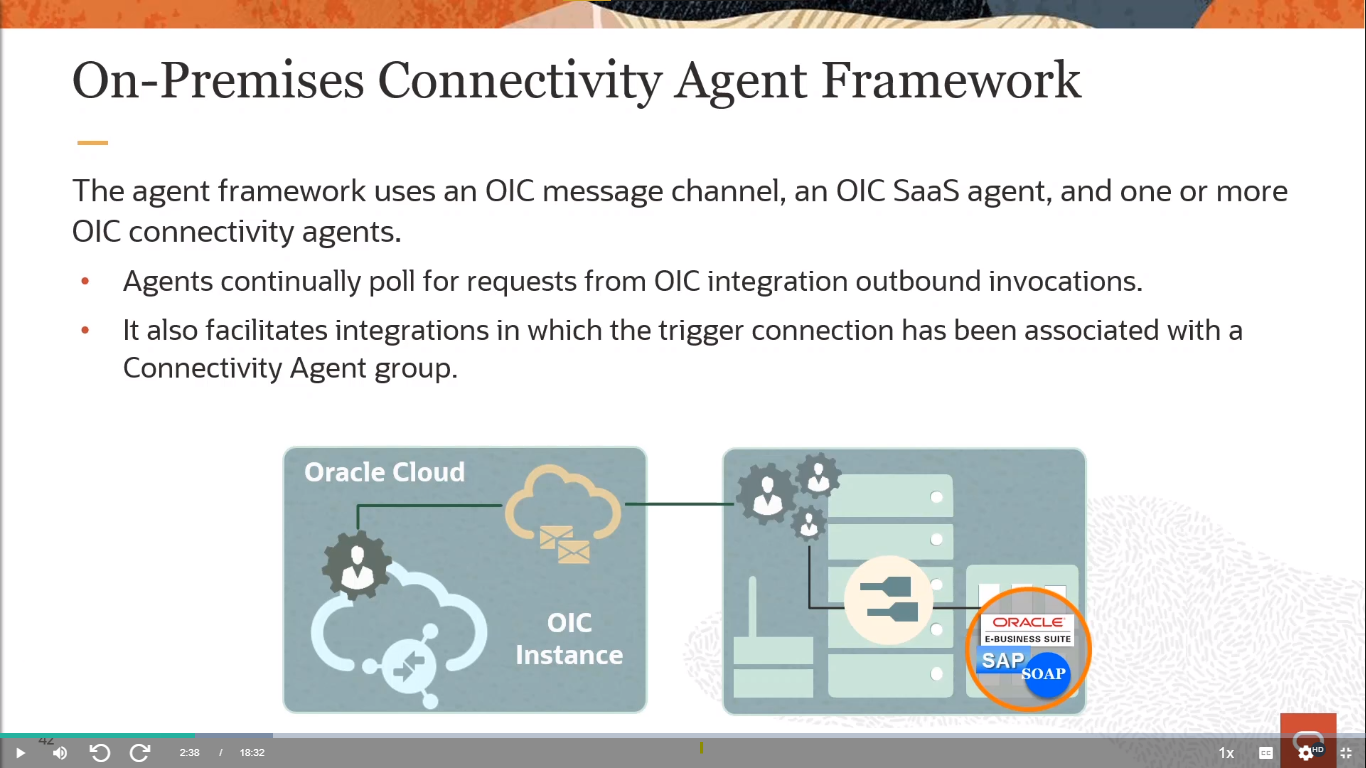 On-Premises Connectivity Agent Framework
The agent framework uses an OIC message channel, an OIC SaaS agent, and one or more
OIC connectivity agents.
• Agents continually poll for requests from OIC integration outbound invocations.
• It also facilitates integrations in which the trigger connection has been associated with a
Connectivity Agent group.
Oracle Cloud
OIC
Instance
ORACLE
E-BUSINESS SUITE
SAP
SOAP
42
2:38 / 18:32
1x
CC
HD